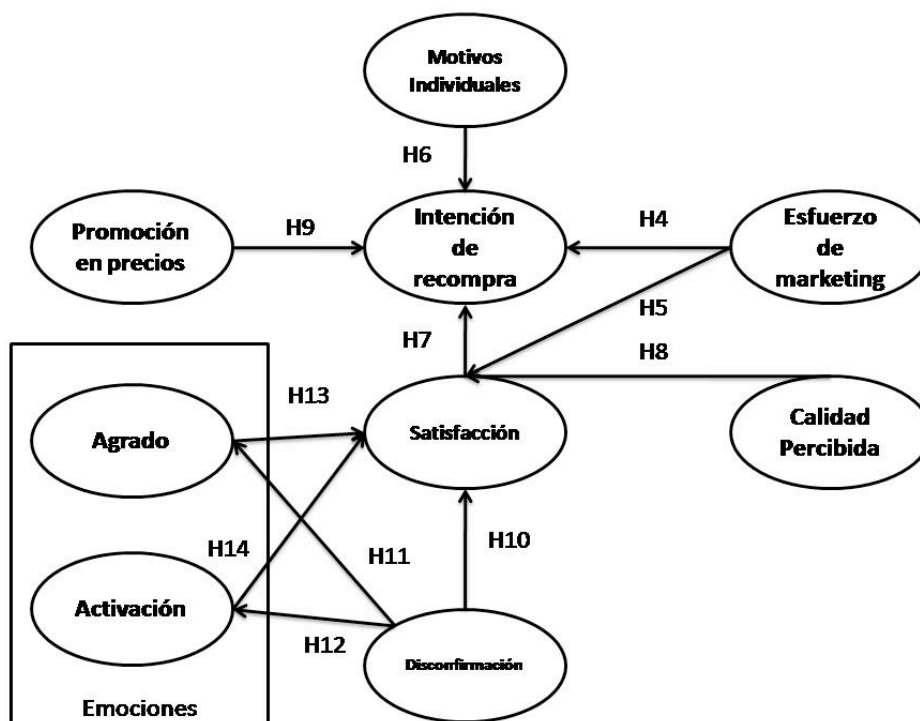 Motivos
Individuales
H6
Promoción
en precios
H9
Intención
de
recompra
H4
Esfuerzo
de
marketing
H5
H7
H8
Agrado
H13
Satisfacción
Calidad
Percibida
H14
H11
H10
Activación
H12
Disconfirmación
Emociones